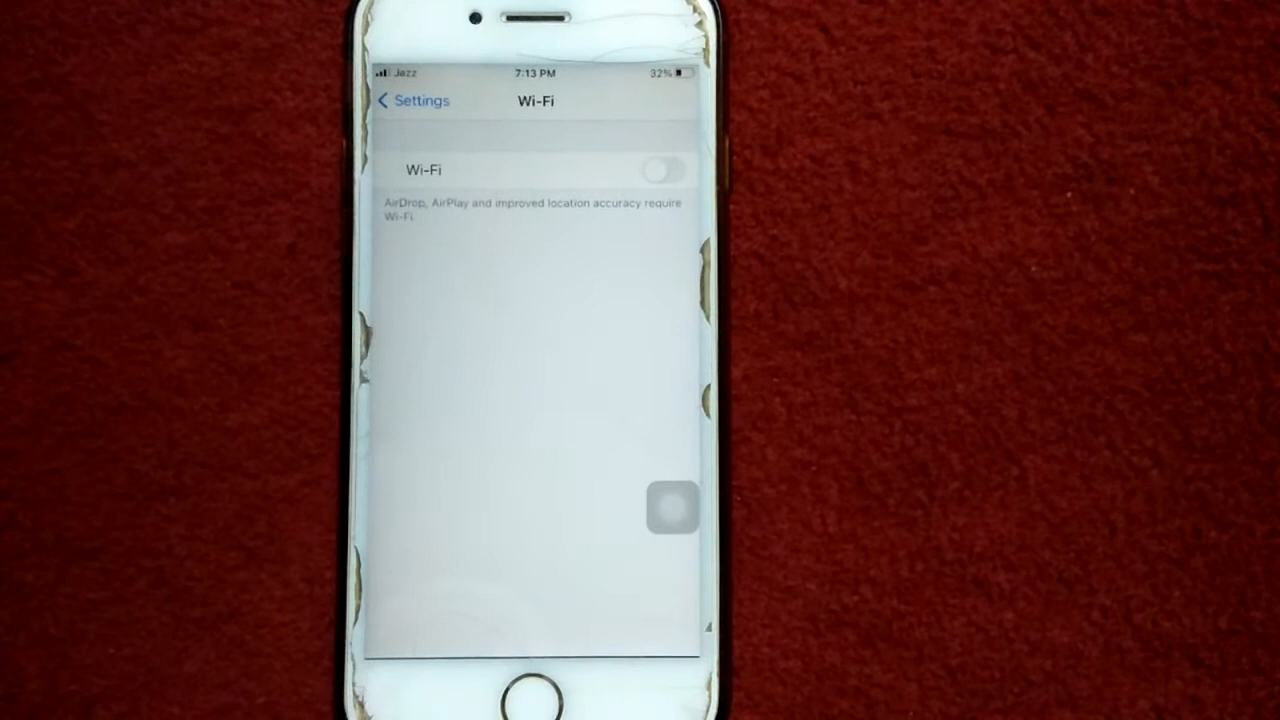 Jazz 7:13 PM 32%
Settings Wi-Fi
Wi-Fi
AirDrop, AirPlay and improved location accuracy require
Wi-Fi.